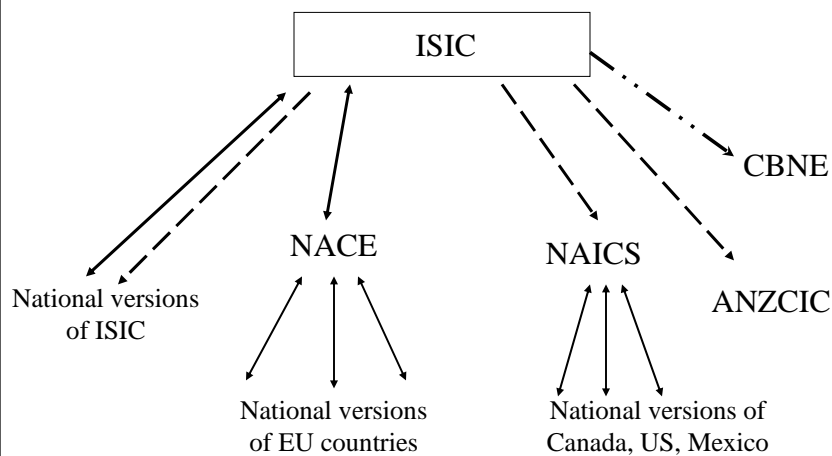 ISIC
CBNE
NACE
NAICS
National versions
of ISIC
ANZCIC
National versions
of EU countries
National versions of
Canada, US, Mexico